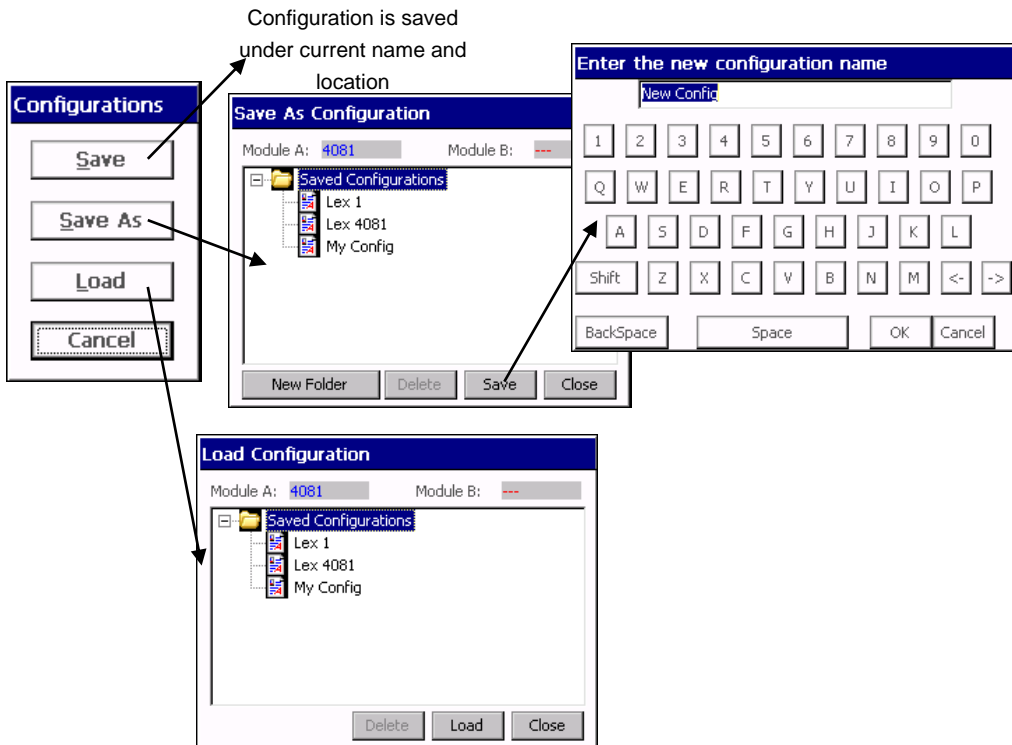 Configuration is saved
under current name and
location
Configurations
Save
Save As
Load
Cancel
Save As Configuration
Module A: 4081 Module B: ---
Saved Configurations
Lex 1
Lex 4081
My Config
New Folder Delete Save Close
Enter the new configuration name
New Config
1 2 3 4 5 6 7 8 9 0
Q W E R T Y U I O P
A S D F G H J K L
Shift Z X C V B N M <- ->
BackSpace Space OK Cancel
Load Configuration
Module A: 4081 Module B: ---
Saved Configurations
Lex 1
Lex 4081
My Config
Delete Load Close